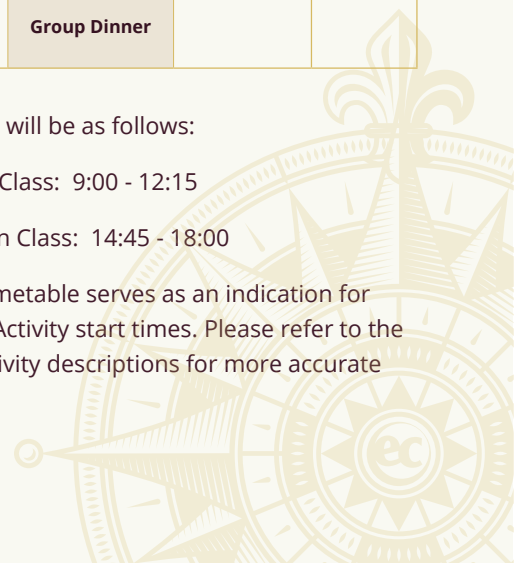 Group Dinner
will be as follows:
Class: 9:00 - 12:15
n Class: 14:45 - 18:00
metable serves as an indication for
Activity start times. Please refer to the
ivity descriptions for more accurate
ec